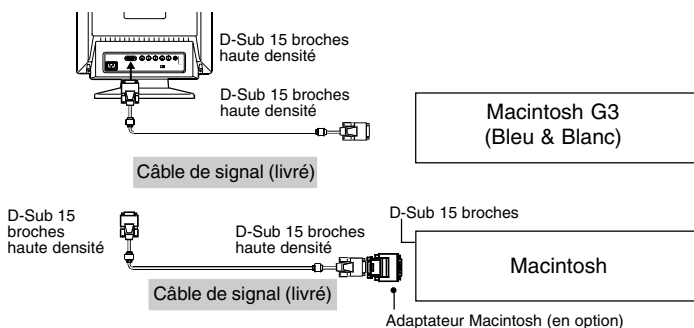 D-Sub 15 broches
haute densité
D-Sub 15 broches
haute densité
Macintosh G3
(Bleu & Blanc)
Câble de signal (livré)
D-Sub 15
broches
haute densité
D-Sub 15 broches
haute densité
D-Sub 15 broches
Macintosh
Câble de signal (livré)
Adaptateur Macintosh (en option)